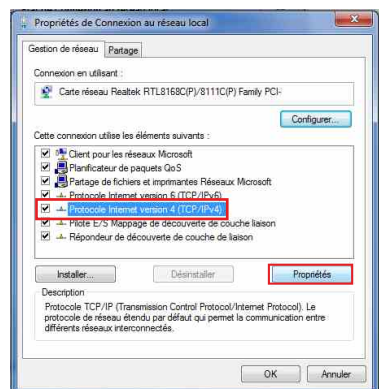 Propriétés de Connexion au réseau local
Gestion de réseau Partage
Connexion en utilisant :
Carte réseau Realtek RTL8168C(P)/8111C(P) Family PCI-
Configurer...
Cette connexion utilise les éléments suivants :
Client pour les réseaux Microsoft
Planificateur de paquets QoS
Partage de fichiers et imprimantes Réseaux Microsoft
Protocole Internet version 6 (TCP/IPv6)
Protocole Internet version 4 (TCP/IPv4)
Pilote E/S Mappage de découverte de couche liaison
Répondeur de découverte de couche de liaison
Installer... Désinstaller Propriétés
Description
Protocole TCP/IP (Transmission Control Protocol/Internet Protocol). Le
protocole de réseau étendu par défaut qui permet la communication entre
différents réseaux interconnectés.
OK Annuler